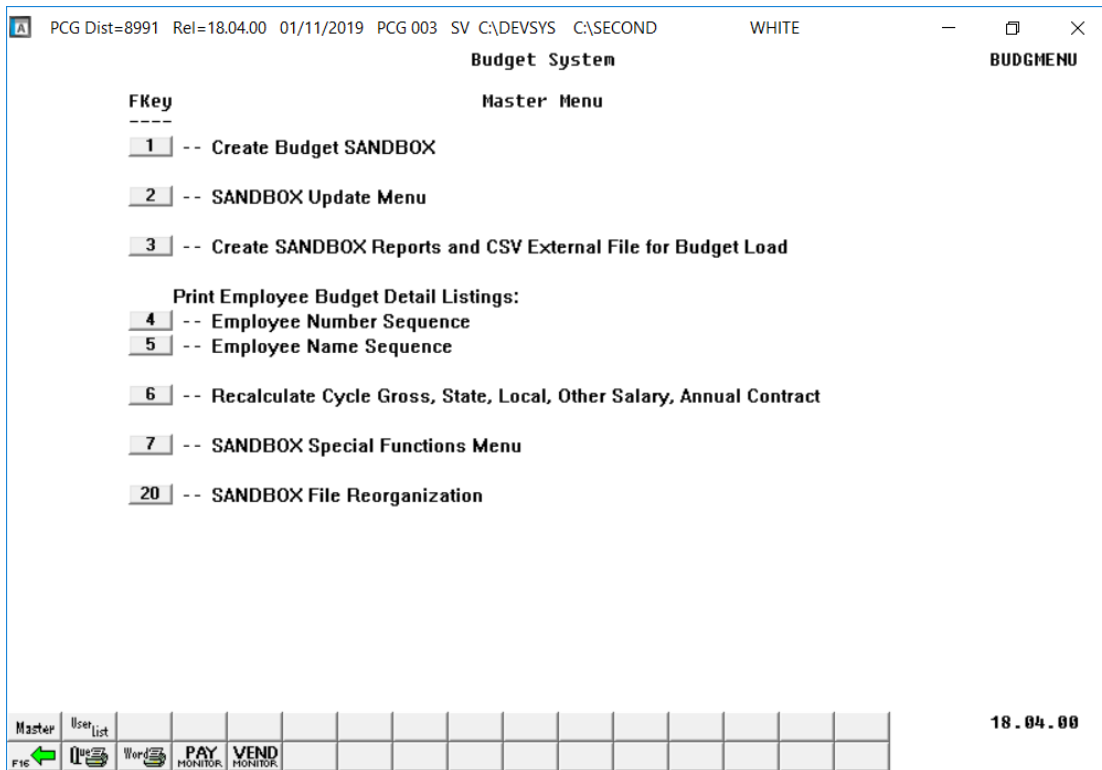 A PCG Dist=8991 Rel=18.04.00 01/11/2019 PCG 003 SV C:\DEVSYS C:\SECOND WHITE
Budget System BUDGMENU
FKey Master Menu
----
1 -- Create Budget SANDBOX
2 -- SANDBOX Update Menu
3 -- Create SANDBOX Reports and CSV External File for Budget Load
Print Employee Budget Detail Listings:
4 -- Employee Number Sequence
5 -- Employee Name Sequence
6 -- Recalculate Cycle Gross, State, Local, Other Salary, Annual Contract
7 -- SANDBOX Special Functions Menu
20 -- SANDBOX File Reorganization
Master User List 18.04.00
F16 Que Word PAY MONITOR VEND MONITOR